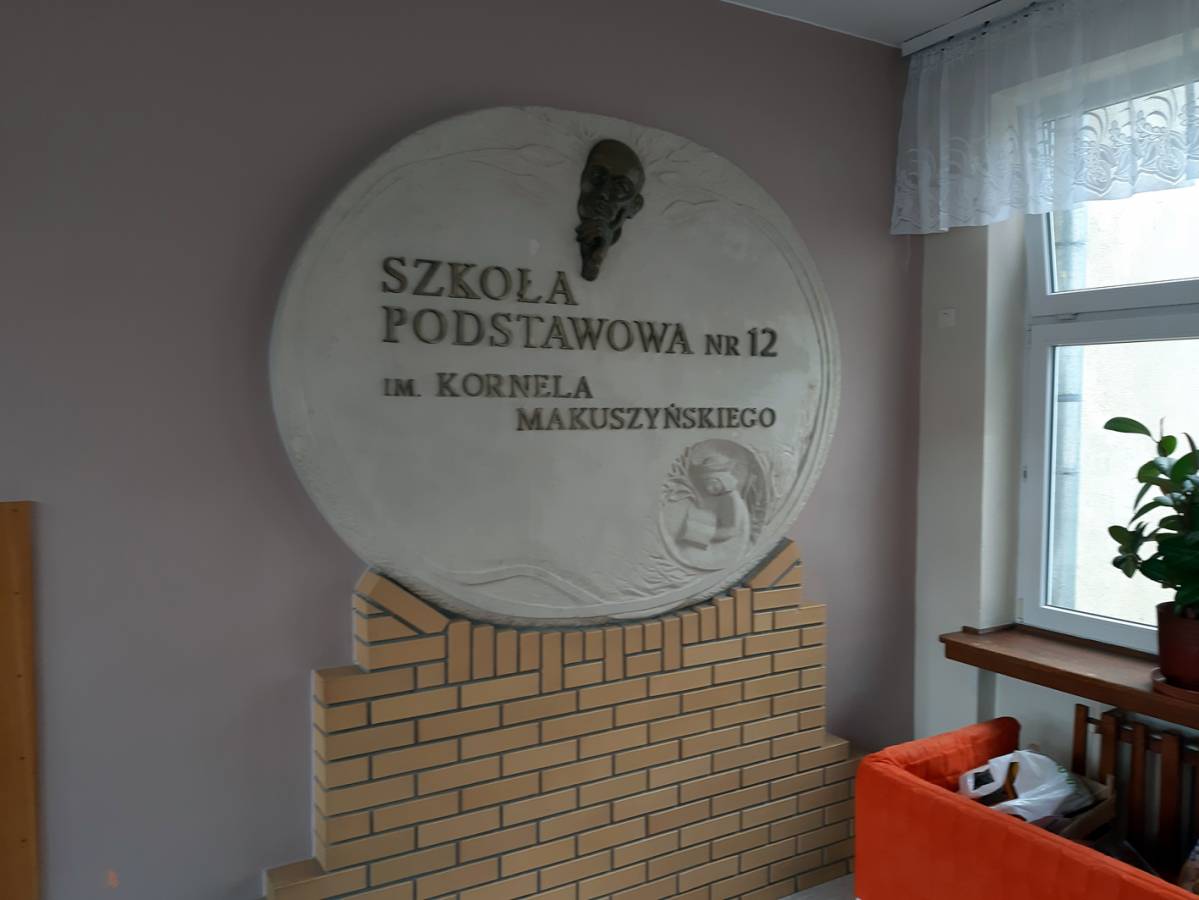 SZKOŁA
PODSTAWOWA NR 12
IM. KORNELA
MAKUSZYŃSKIEGO